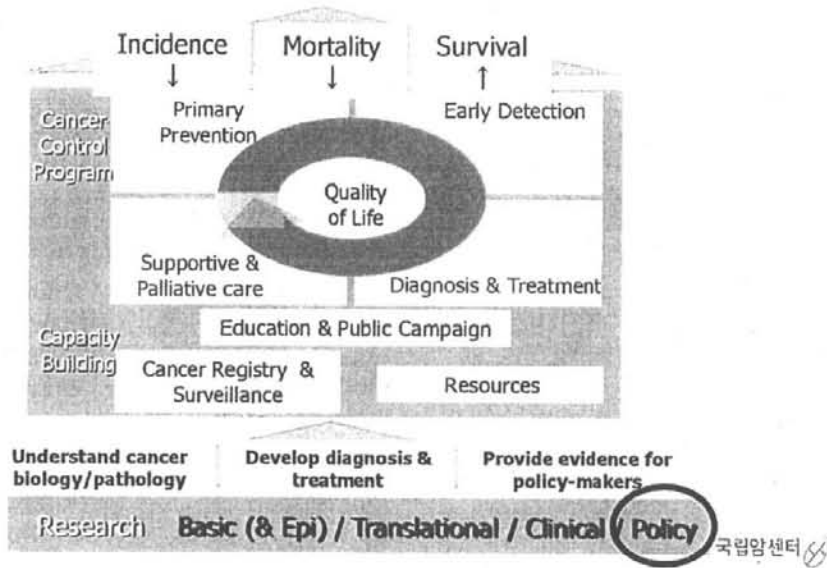 Incidence
Mortality
Survival
↓
↓
↑
Cancer
Control
Program
Primary
Prevention
Early Detection
Quality
of Life
Supportive &
Palliative care
Diagnosis & Treatment
Capacity
Building
Education & Public Campaign
Cancer Registry &
Surveillance
Resources
Understand cancer
biology/pathology
Develop diagnosis &
treatment
Provide evidence for
policy-makers
Research
Basic (& Epi) / Translational / Clinical / Policy
국립암센터